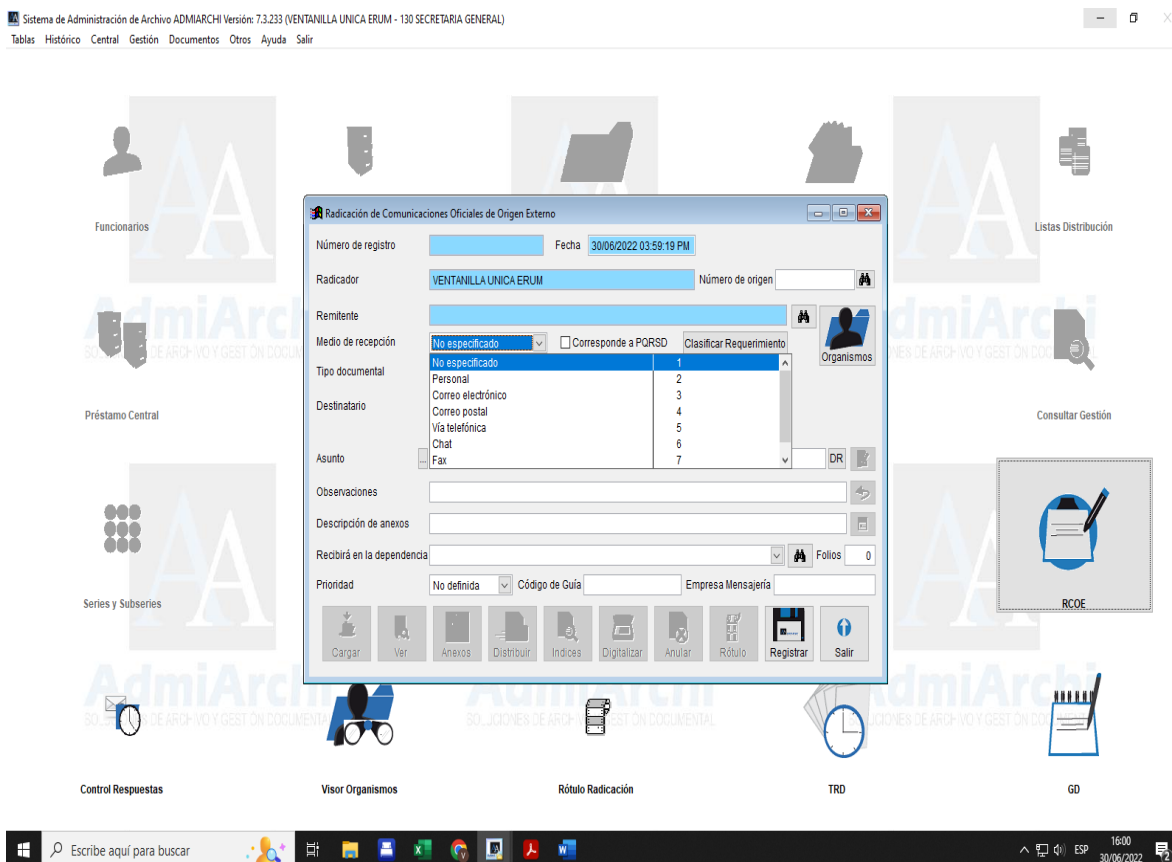 Sistema de Administración de Archivo ADMIARCHI Versión: 7.3.233 (VENTANILLA UNICA ERUM - 130 SECRETARIA GENERAL)
Tablas Histórico Central Gestión Documentos Otros Ayuda Salir
Funcionarios
Listas Distribución
Radicación de Comunicaciones Oficiales de Origen Externo
Número de registro Fecha 30/06/2022 03:59:19 PM
Radicador VENTANILLA UNICA ERUM Número de origen
Remitente
Organismos
Medio de recepción No especificado Corresponde a PQRSD Clasificar Requerimiento
No especificado 1
Personal 2
Correo electrónico 3
Correo postal 4
Vía telefónica 5
Chat 6
Fax 7
Tipo documental
Destinatario
Asunto ... DR
Observaciones
Descripción de anexos
Recibirá en la dependencia Folios 0
Prioridad No definida Código de Guía Empresa Mensajería
Cargar Ver Anexos Distribuir Indices Digitalizar Anular Rótulo Registrar Salir
Préstamo Central
Consultar Gestión
Series y Subseries
RCOE
AdmiArchi
SOLUCIONES DE ARCHIVO Y GESTIÓN DOCUMENTAL
Control Respuestas Visor Organismos Rótulo Radicación TRD GD
Escribe aquí para buscar
ESP
16:00
30/06/2022
2